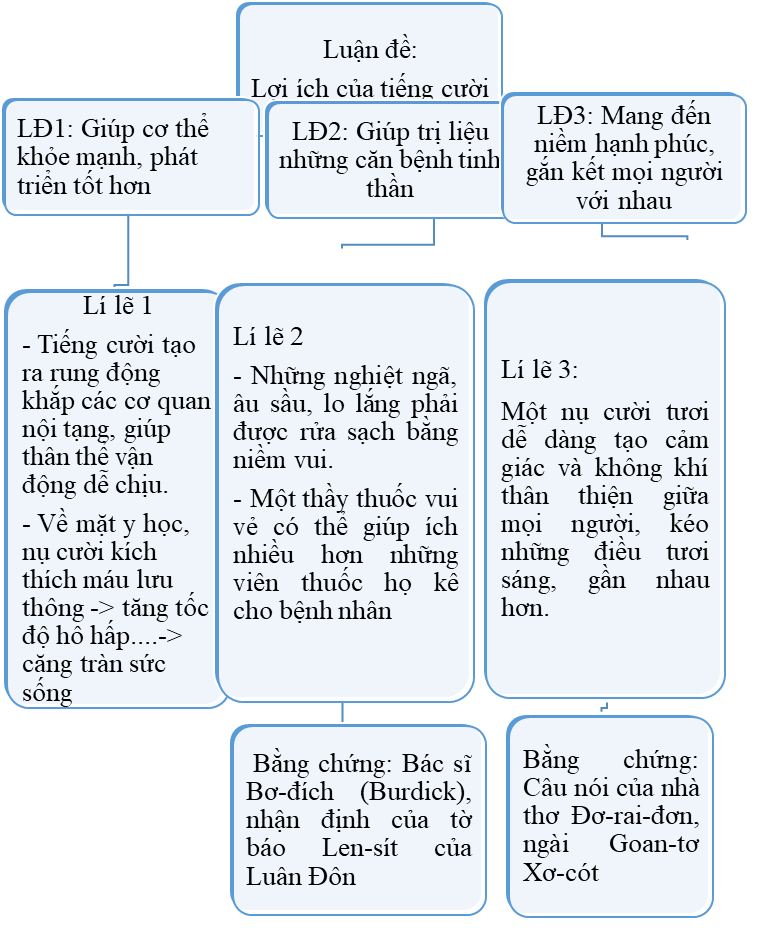 Luận đề:
Lợi ích của tiếng cười
LĐ1: Giúp cơ thể
khỏe mạnh, phát
triển tốt hơn
LĐ2: Giúp trị liệu
những căn bệnh tinh
thần
LĐ3: Mang đến
niềm hạnh phúc,
gắn kết mọi người
với nhau
Lí lẽ 1
- Tiếng cười tạo
ra rung động
khắp các cơ quan
nội tạng, giúp
thân thể vận
động dễ chịu.
- Về mặt y học,
nụ cười kích
thích máu lưu
thông -> tăng tốc
độ hô hấp....->
căng tràn sức
sống
Lí lẽ 2
- Những nghiệt ngã,
âu sầu, lo lắng phải
được rửa sạch bằng
niềm vui.
- Một thầy thuốc vui
vẻ có thể giúp ích
nhiều hơn những
viên thuốc họ kê
cho bệnh nhân
Lí lẽ 3:
Một nụ cười tươi
dễ dàng tạo cảm
giác và không khí
thân thiện giữa
mọi người, kéo
những điều tươi
sáng, gần nhau
hơn.
Bằng chứng: Bác sĩ
Bơ-đích (Burdick),
nhận định của tờ
báo Len-sít của
Luân Đôn
Bằng chứng:
Câu nói của nhà
thơ Đơ-rai-đơn,
ngài Goan-tơ
Xơ-cót